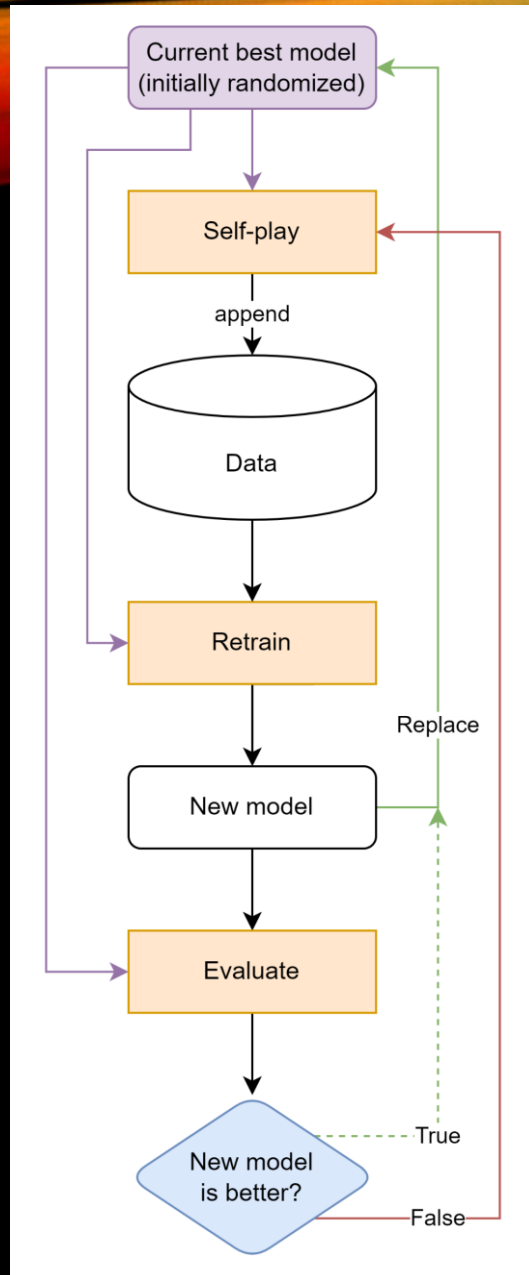 Current best model
(initially randomized)
Self-play
append
Data
Retrain
Replace
New model
Evaluate
True
New model
is better?
False